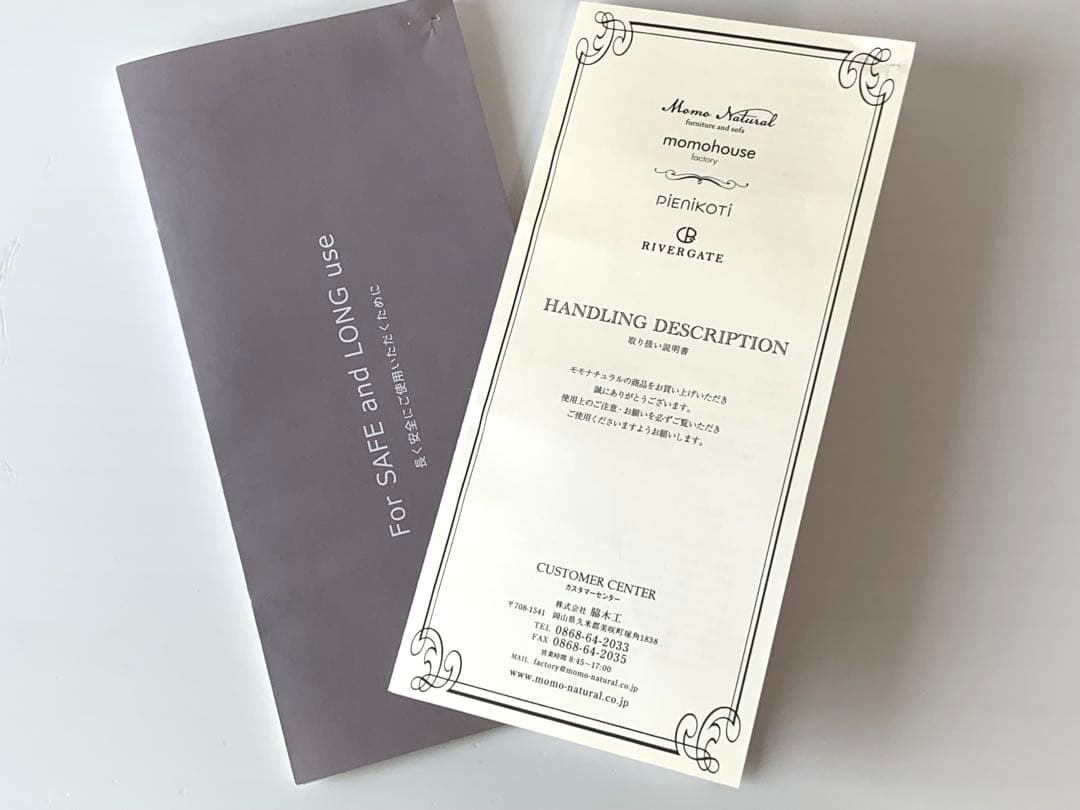 For SAFE and LONG use
長く安全にご使用いただくために
Momo Natural
furniture and sofa
momohouse
factory
PIENIKOTI
RIVERGATE
HANDLING DESCRIPTION
取り扱い説明書
モモナチュラルの商品をお買い上げいただき
誠にありがとうございます。
使用上のご注意・お願いを必ずご覧いただき
ご使用くださいますようお願いします。
CUSTOMER CENTER
カスタマーセンター
株式会社 脇木工
〒708-1541 岡山県久米郡美咲町塚角1838
TEL 0868-64-2033
FAX 0868-64-2035
営業時間 8:45~17:00
MAIL factory@momo-natural.co.jp
www.momo-natural.co.jp